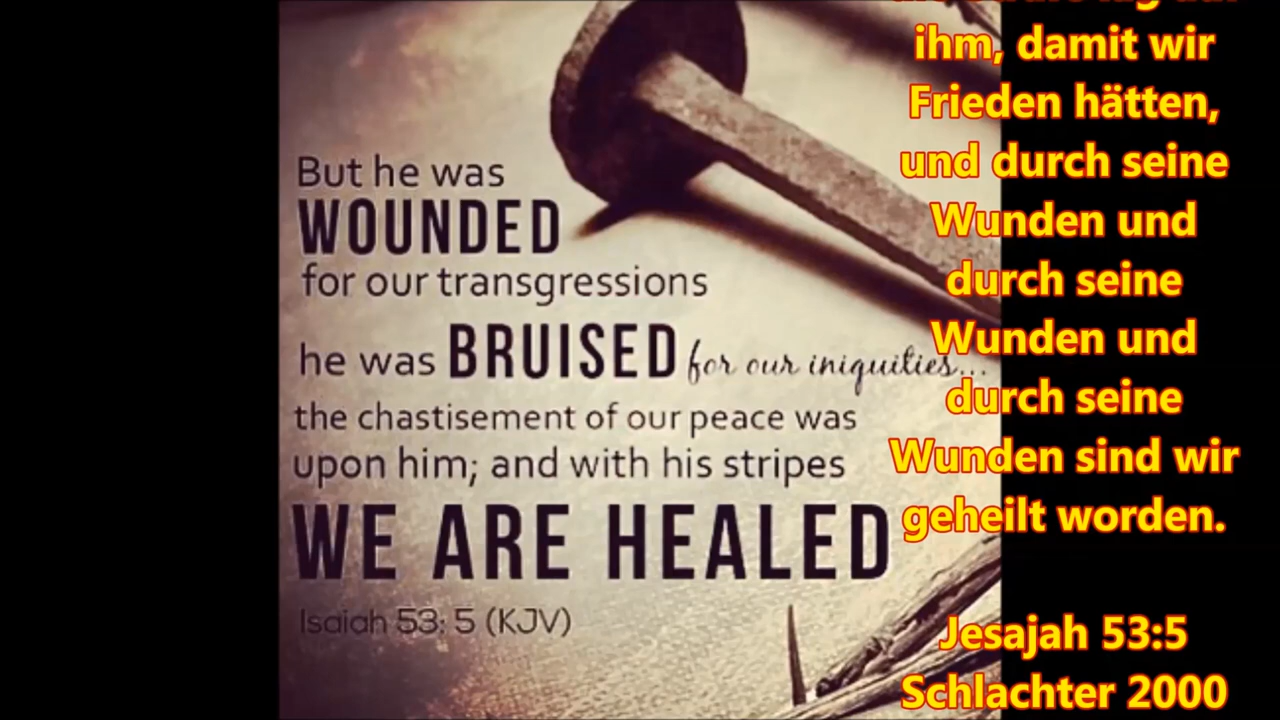 But he was
WOUNDED
for our transgressions
he was BRUISED for our iniquities...
the chastisement of our peace was
upon him; and with his stripes
WE ARE HEALED
Isaiah 53: 5 (KJV)
ihm, damit wir
Frieden hätten,
und durch seine
Wunden und
durch seine
Wunden und
durch seine
Wunden sind wir
geheilt worden.
Jesajah 53:5
Schlachter 2000